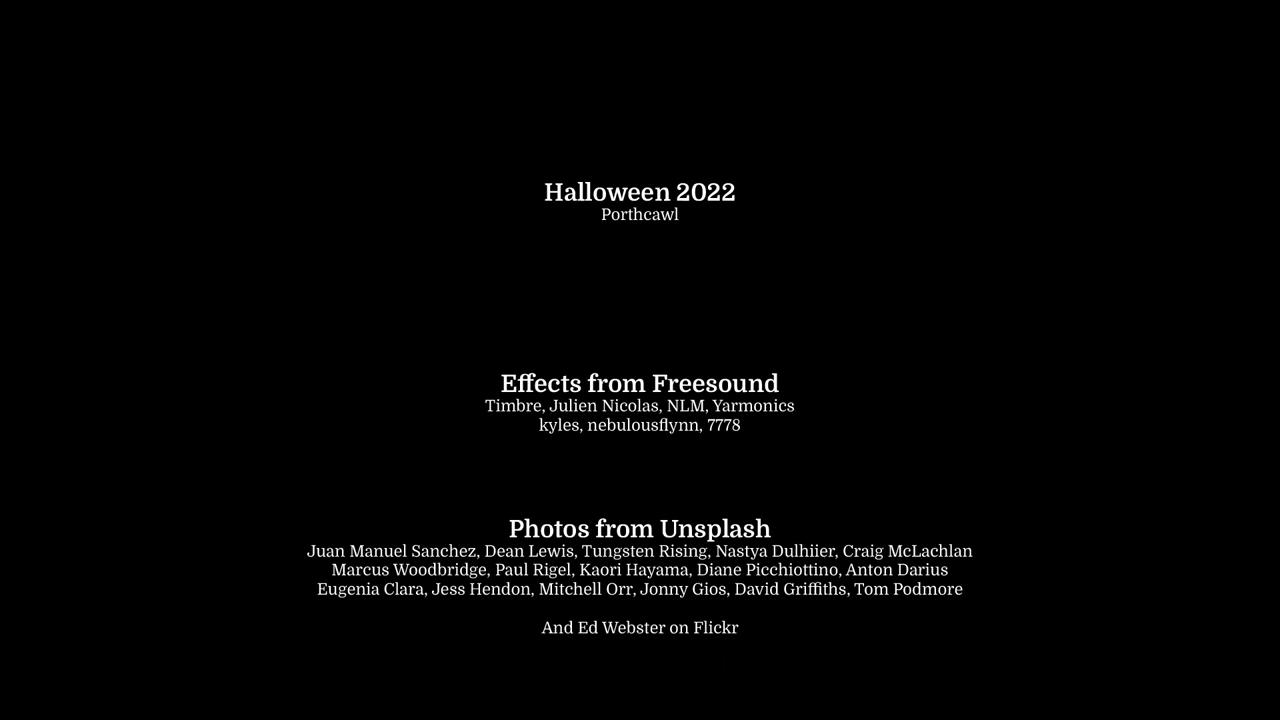 Halloween 2022
Porthcawl
Effects from Freesound
Timbre, Julien Nicolas, NLM, Yarmonics
kyles, nebulousflynn, 7778
Photos from Unsplash
Juan Manuel Sanchez, Dean Lewis, Tungsten Rising, Nastya Dulhiier, Craig McLachlan
Marcus Woodbridge, Paul Rigel, Kaori Hayama, Diane Picchiottino, Anton Darius
Eugenia Clara, Jess Hendon, Mitchell Orr, Jonny Gios, David Griffiths, Tom Podmore
And Ed Webster on Flickr